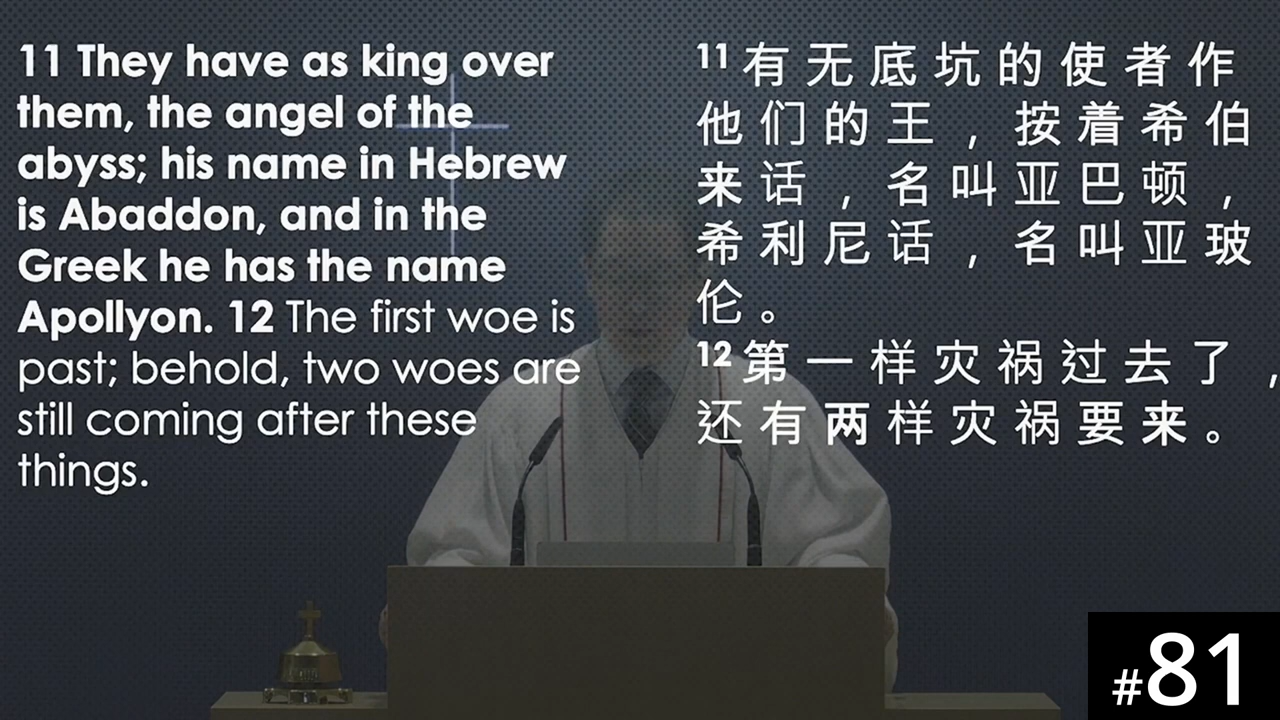 11 They have as king over
them, the angel of the
abyss; his name in Hebrew
is Abaddon, and in the
Greek he has the name
Apollyon. 12 The first woe is
past; behold, two woes are
still coming after these
things.
11有无底坑的使者作
他们的王，按着希伯
来话，名叫亚巴顿，
希利尼话，名叫亚玻
伦。
12第一样灾祸过去了，
还有两样灾祸要来。
#81